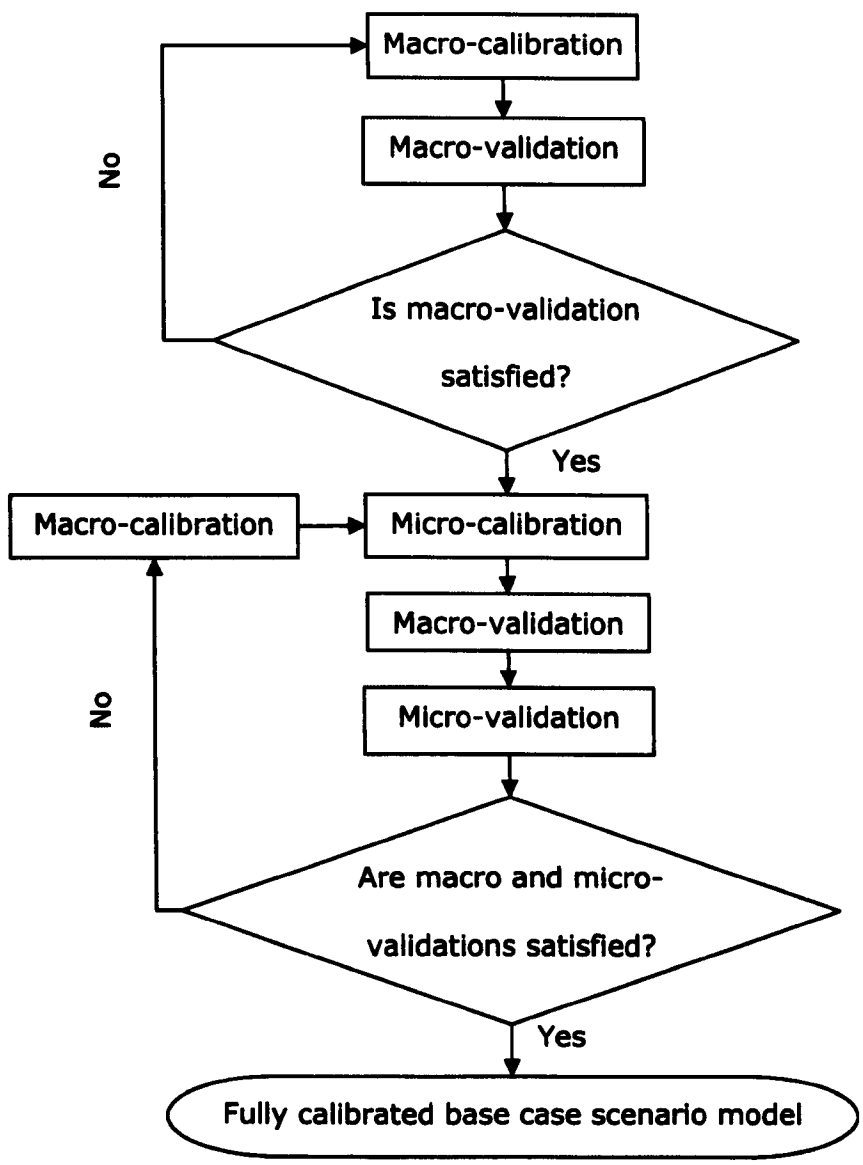 Macro-calibration
Macro-validation
No
Is macro-validation
satisfied?
Yes
Macro-calibration
Micro-calibration
Macro-validation
Micro-validation
No
Are macro and micro-
validations satisfied?
Yes
Fully calibrated base case scenario model